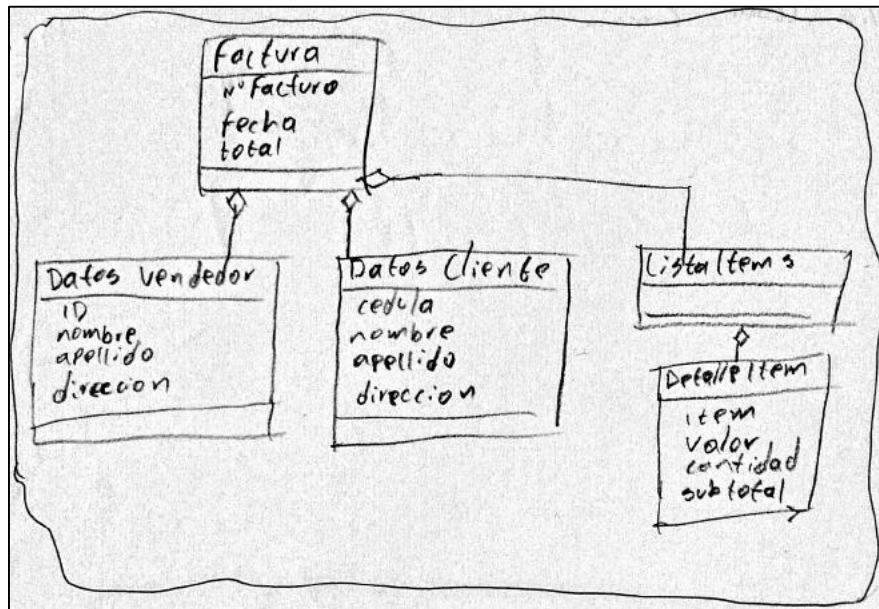 Factura
Nº Factura
fecha
total
Datos Vendedor
ID
nombre
apellido
direccion
Datos Cliente
cedula
nombre
apellido
direccion
ListaItems
DetalleItem
item
valor
cantidad
subtotal